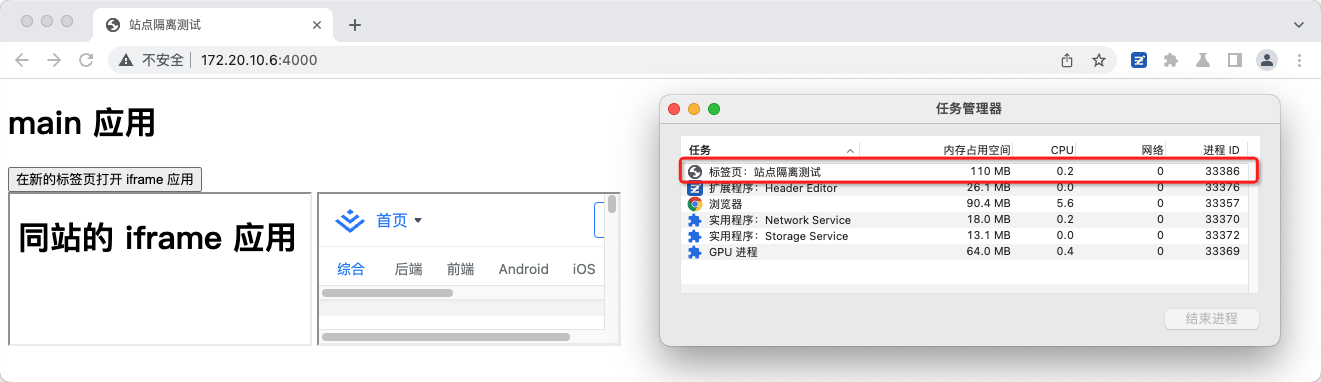 站点隔离测试
不安全 172.20.10.6:4000
main 应用
在新的标签页打开 iframe 应用
同站的 iframe 应用
首页
综合 后端 前端 Android iOS
任务管理器
任务 内存占用空间 CPU 网络 进程 ID
标签页：站点隔离测试 110 MB 0.2 0 33386
扩展程序：Header Editor 26.1 MB 0.0 0 33376
浏览器 90.4 MB 5.6 0 33357
实用程序：Network Service 18.0 MB 0.2 0 33370
实用程序：Storage Service 13.1 MB 0.0 0 33372
GPU 进程 64.0 MB 0.4 0 33369
结束进程